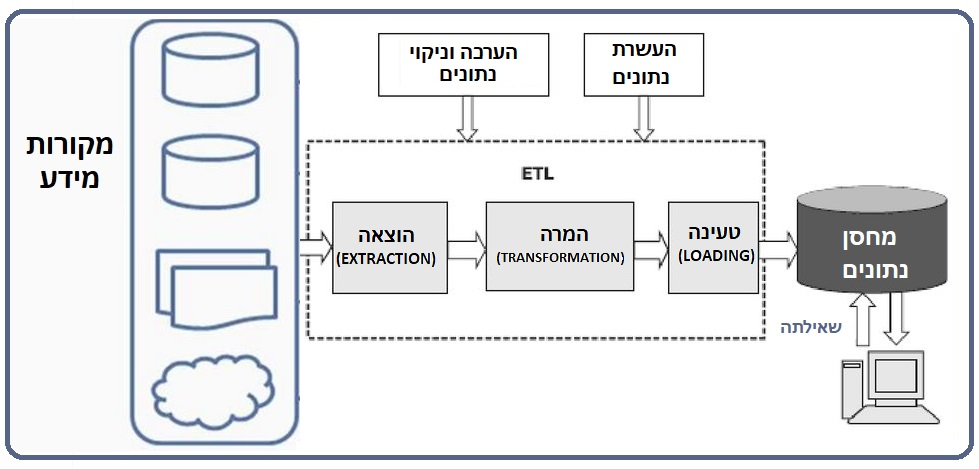 מקורות
מידע
הערכה וניקוי
נתונים
העשרת
נתונים
ETL
הוצאה
(EXTRACTION)
המרה
(TRANSFORMATION)
טעינה
(LOADING)
מחסן
נתונים
שאילתה